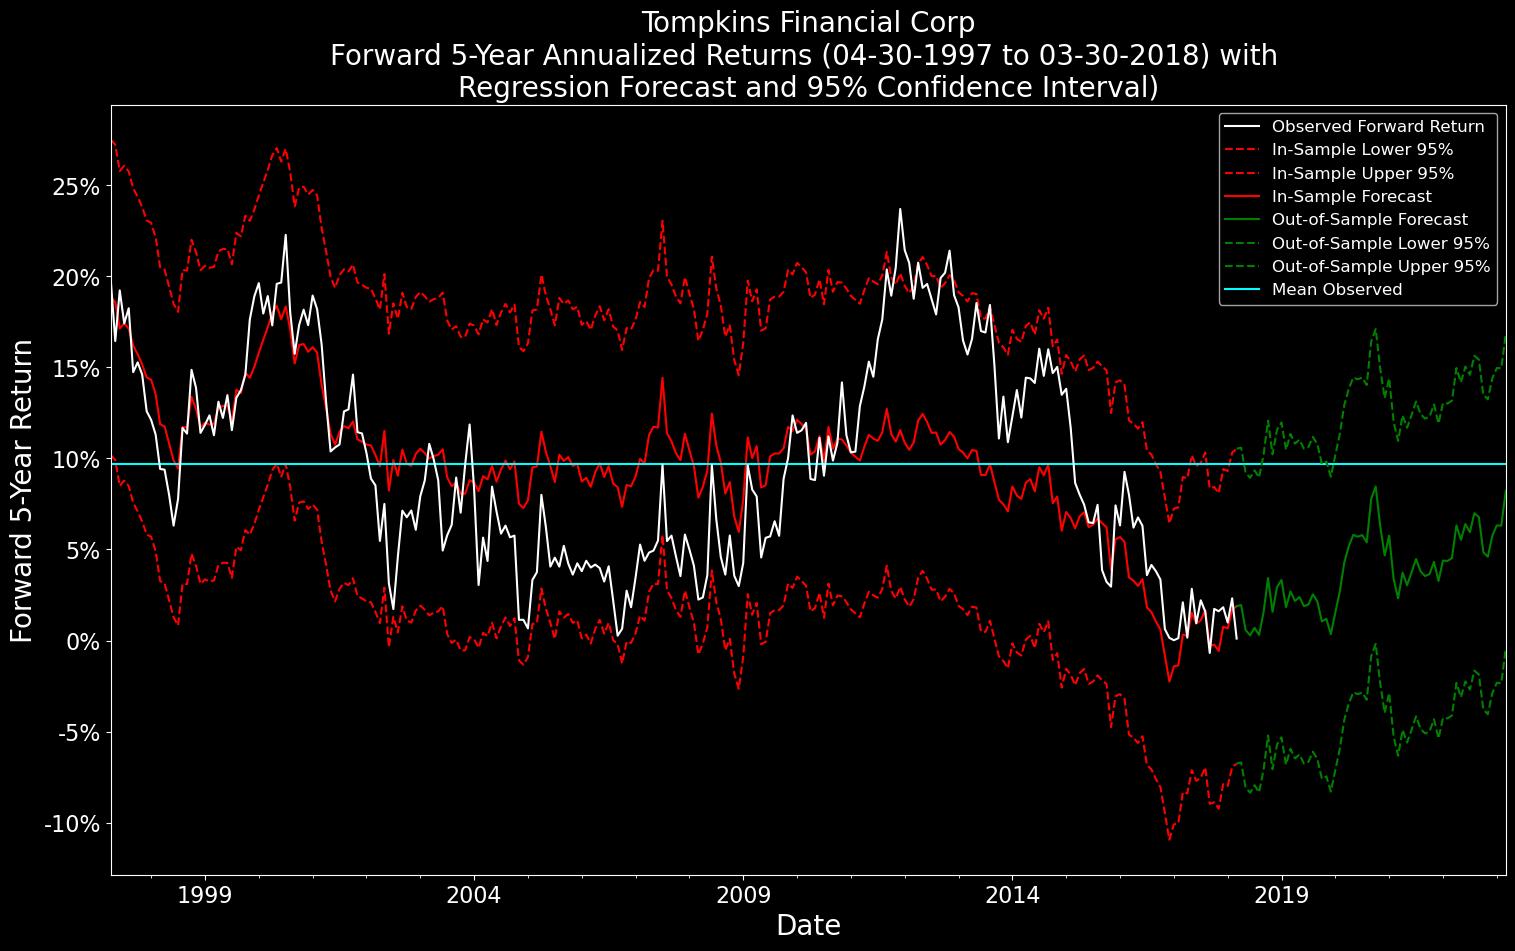 Tompkins Financial Corp
Forward 5-Year Annualized Returns (04-30-1997 to 03-30-2018) with
Regression Forecast and 95% Confidence Interval)
Observed Forward Return
In-Sample Lower 95%
In-Sample Upper 95%
In-Sample Forecast
Out-of-Sample Forecast
Out-of-Sample Lower 95%
Out-of-Sample Upper 95%
Mean Observed
Forward 5-Year Return
25%
20%
15%
10%
5%
0%
-5%
-10%
1999
2004
2009
2014
2019
Date